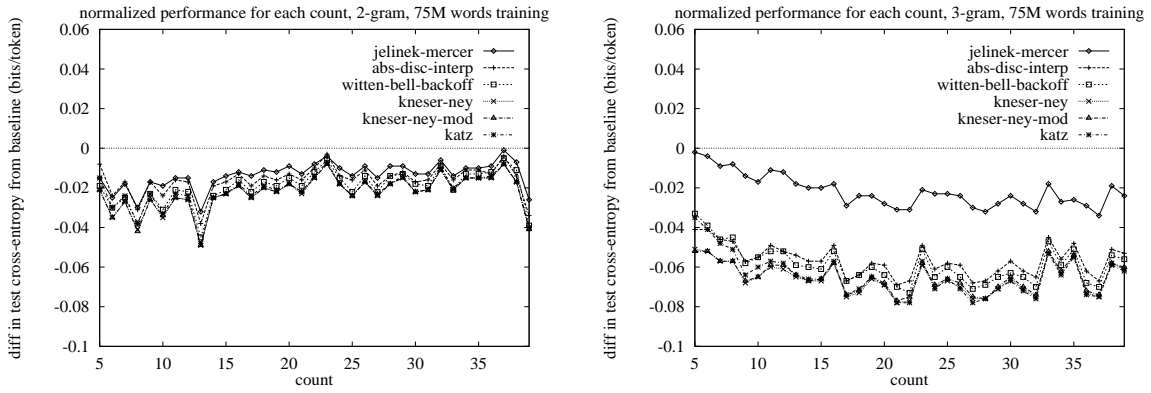 normalized performance for each count, 2-gram, 75M words training
diff in test cross-entropy from baseline (bits/token)
0.06
0.04
0.02
0
-0.02
-0.04
-0.06
-0.08
-0.1
jelinek-mercer
abs-disc-interp
witten-bell-backoff
kneser-ney
kneser-ney-mod
katz
5 10 15 20 25 30 35
count
normalized performance for each count, 3-gram, 75M words training
diff in test cross-entropy from baseline (bits/token)
0.06
0.04
0.02
0
-0.02
-0.04
-0.06
-0.08
-0.1
jelinek-mercer
abs-disc-interp
witten-bell-backoff
kneser-ney
kneser-ney-mod
katz
5 10 15 20 25 30 35
count